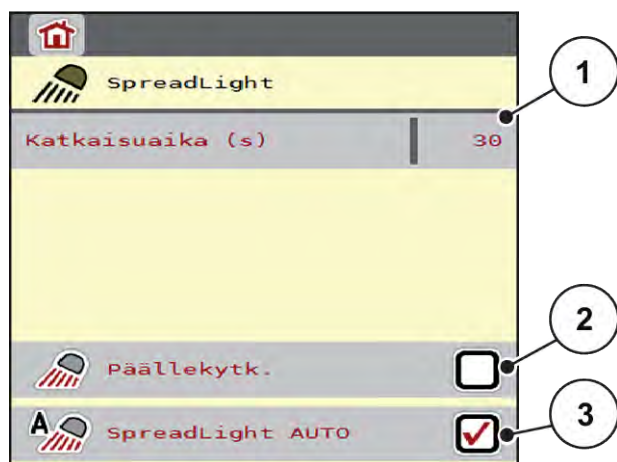 SpreadLight
Katkaisuaika (s) 30
1
Päällekytk.
2
A
SpreadLight AUTO
3